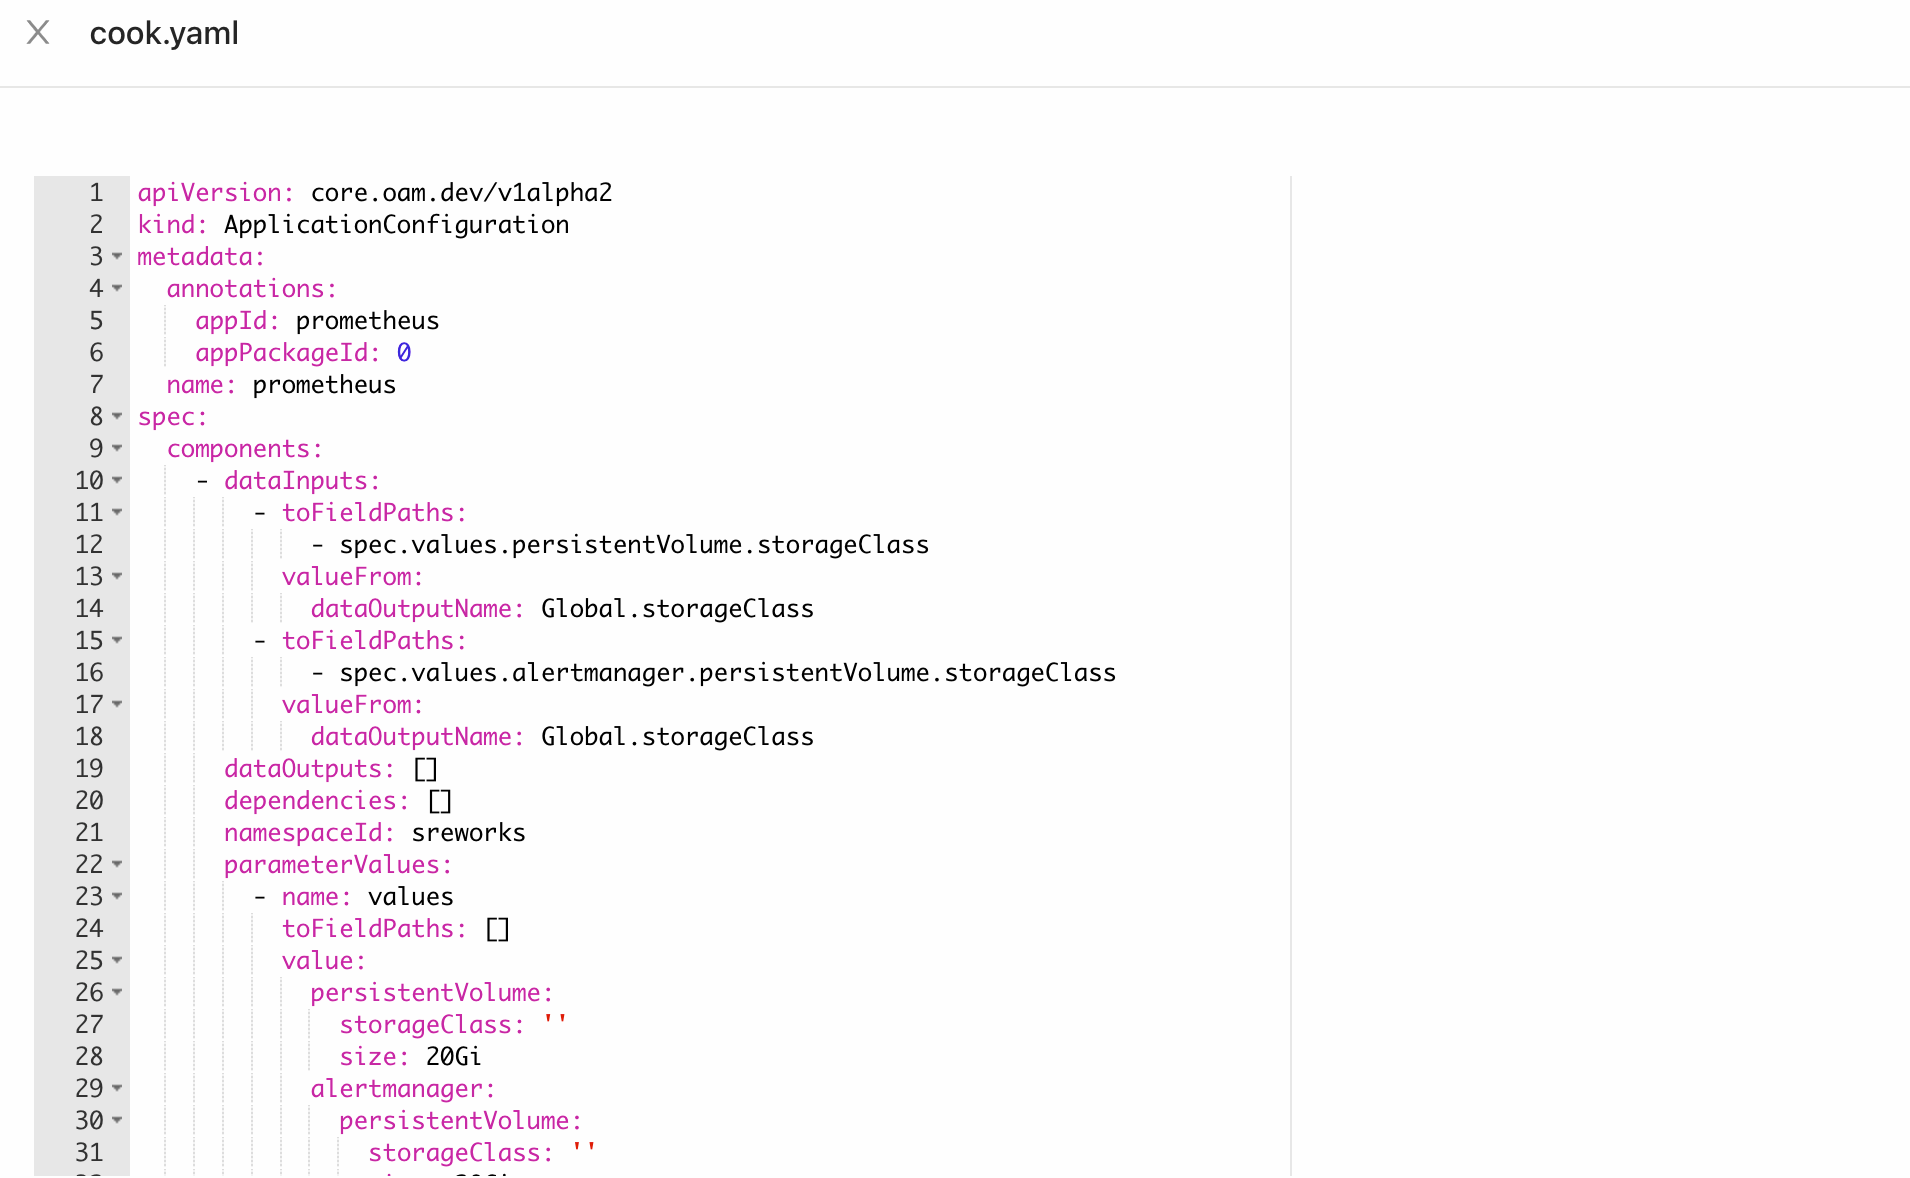 cook.yaml
1 apiVersion: core.oam.dev/v1alpha2
2 kind: ApplicationConfiguration
3 metadata:
4   annotations:
5     appId: prometheus
6     appPackageId: 0
7   name: prometheus
8 spec:
9   components:
10     - dataInputs:
11         - toFieldPaths:
12             - spec.values.persistentVolume.storageClass
13           valueFrom:
14             dataOutputName: Global.storageClass
15         - toFieldPaths:
16             - spec.values.alertmanager.persistentVolume.storageClass
17           valueFrom:
18             dataOutputName: Global.storageClass
19       dataOutputs: []
20       dependencies: []
21       namespaceId: sreworks
22       parameterValues:
23         - name: values
24           toFieldPaths: []
25           value:
26             persistentVolume:
27               storageClass: ''
28               size: 20Gi
29             alertmanager:
30               persistentVolume:
31                 storageClass: ''